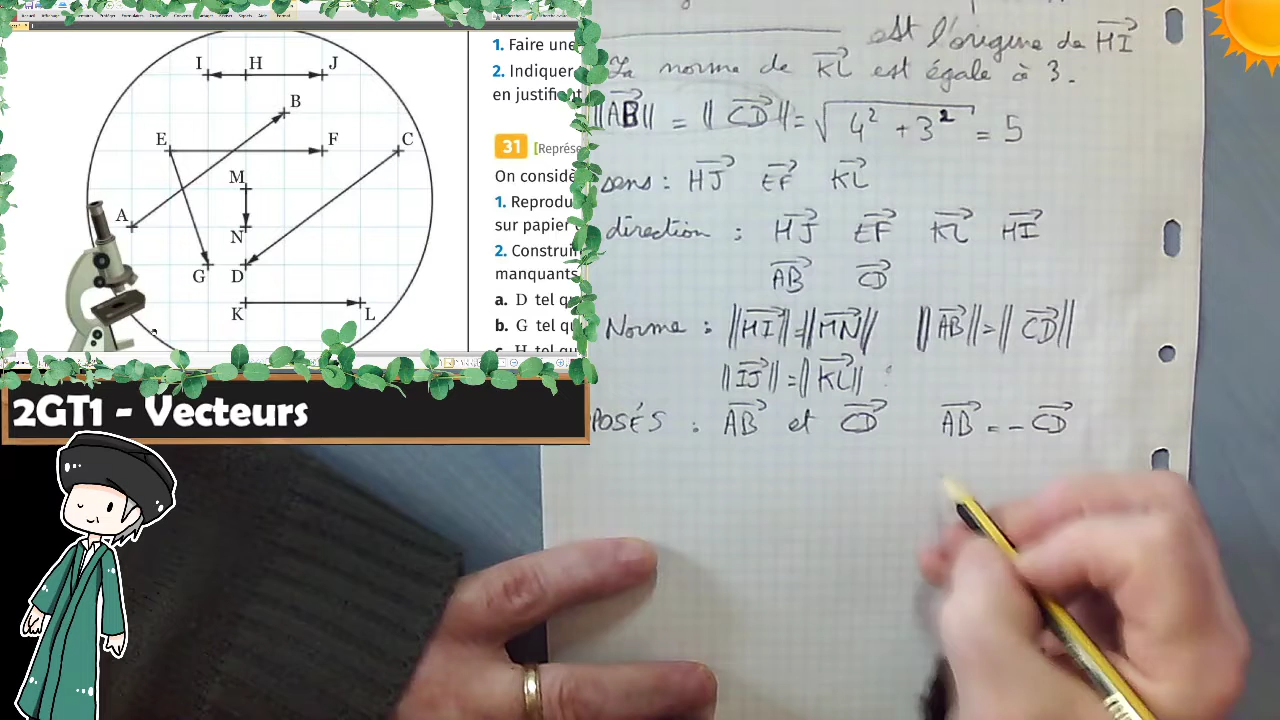 I H J
B
E F C
M
A
N
G D
K L
1. Faire une
2. Indiquer
en justifiant
31 [Représe
On considè
1. Reprodu
sur papier
2. Construi
manquants
a. D tel qu
b. G tel qu
2GT1 - Vecteurs
est l'origine de HI
La norme de KL est égale à 3.
||AB|| = ||CD|| = √4² + 3² = 5
sens : HJ EF KL
direction : HJ EF KL HI
AB CD
Norme : ||HI|| = ||MN|| ||AB|| = ||CD||
||IJ|| = ||KL|| :
POSÉS : AB et CD AB = - CD